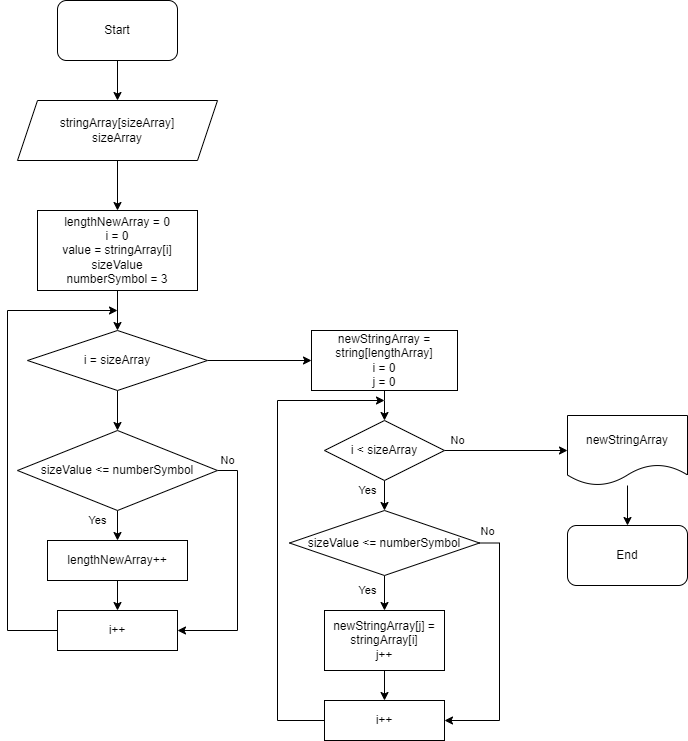 Start
stringArray[sizeArray]
sizeArray
lengthNewArray = 0
i = 0
value = stringArray[i]
sizeValue
numberSymbol = 3
i = sizeArray
sizeValue <= numberSymbol
No
Yes
lengthNewArray++
i++
newStringArray =
string[lengthArray]
i = 0
j = 0
i < sizeArray
No
Yes
sizeValue <= numberSymbol
No
Yes
newStringArray[j] =
stringArray[i]
j++
i++
newStringArray
End